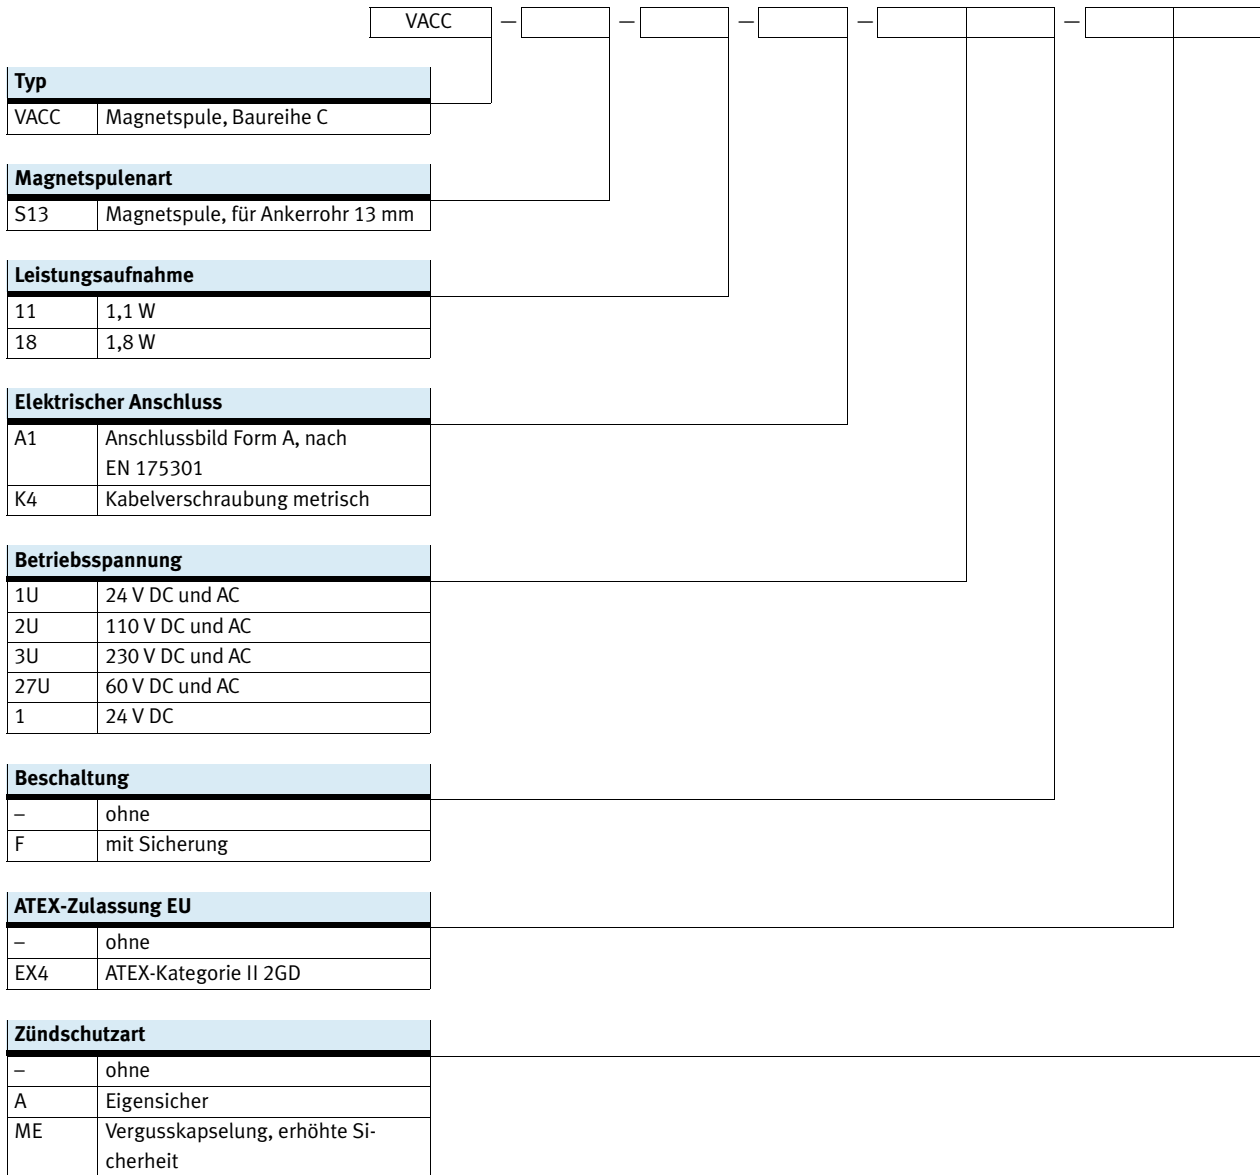 VACC – – – – –
Typ
VACC Magnetspule, Baureihe C
Magnetspulenart
S13 Magnetspule, für Ankerrohr 13 mm
Leistungsaufnahme
11 1,1 W
18 1,8 W
Elektrischer Anschluss
A1 Anschlussbild Form A, nach
EN 175301
K4 Kabelverschraubung metrisch
Betriebsspannung
1U 24 V DC und AC
2U 110 V DC und AC
3U 230 V DC und AC
27U 60 V DC und AC
1 24 V DC
Beschaltung
– ohne
F mit Sicherung
ATEX-Zulassung EU
– ohne
EX4 ATEX-Kategorie II 2GD
Zündschutzart
– ohne
A Eigensicher
ME Vergusskapselung, erhöhte Si-
cherheit